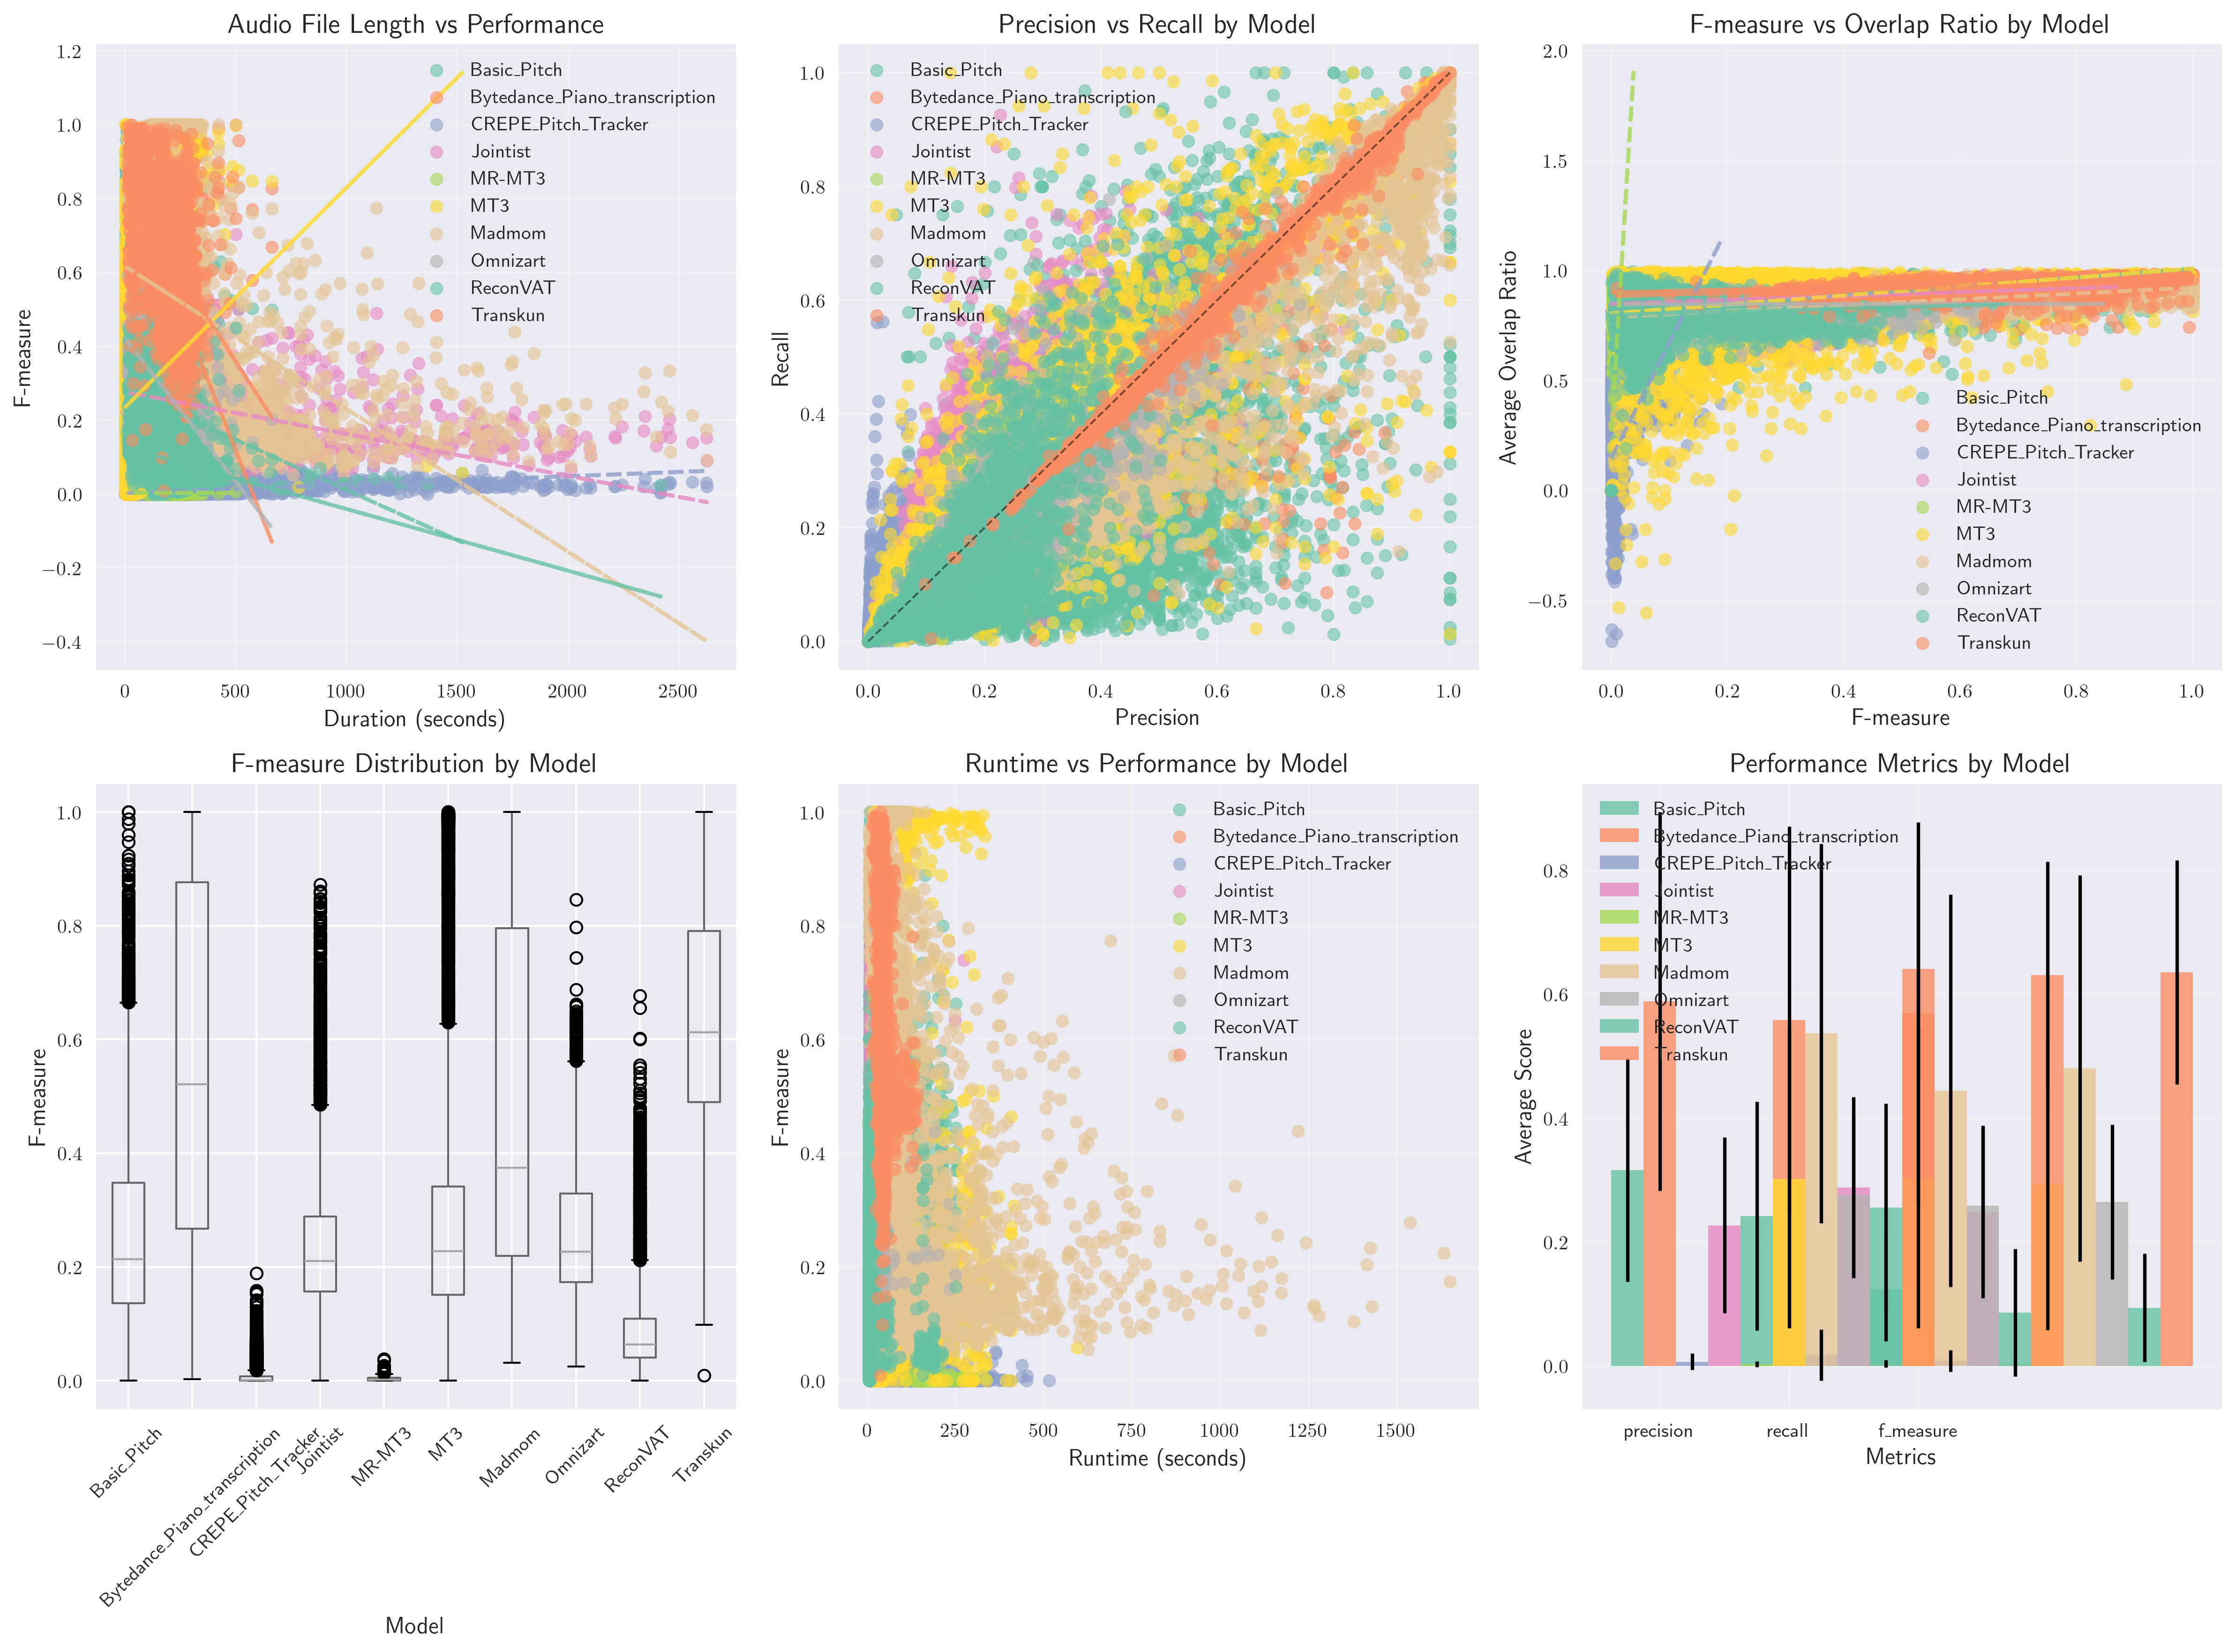 Audio File Length vs Performance
1.2
1.0
0.8
0.6
0.4
0.2
0.0
−0.2
−0.4
F-measure
Basic_Pitch
Bytedance_Piano_transcription
CREPE_Pitch_Tracker
Jointist
MR-MT3
MT3
Madmom
Omnizart
ReconVAT
Transkun
0 500 1000 1500 2000 2500
Duration (seconds)
Precision vs Recall by Model
1.0
0.8
0.6
0.4
0.2
0.0
Recall
Basic_Pitch
Bytedance_Piano_transcription
CREPE_Pitch_Tracker
Jointist
MR-MT3
MT3
Madmom
Omnizart
ReconVAT
Transkun
0.0 0.2 0.4 0.6 0.8 1.0
Precision
F-measure vs Overlap Ratio by Model
2.0
1.5
1.0
0.5
0.0
−0.5
Average Overlap Ratio
Basic_Pitch
Bytedance_Piano_transcription
CREPE_Pitch_Tracker
Jointist
MR-MT3
MT3
Madmom
Omnizart
ReconVAT
Transkun
0.0 0.2 0.4 0.6 0.8 1.0
F-measure
F-measure Distribution by Model
1.0
0.8
0.6
0.4
0.2
0.0
F-measure
Basic_Pitch
Bytedance_Piano_transcription
CREPE_Pitch_Tracker
Jointist
MR-MT3
MT3
Madmom
Omnizart
ReconVAT
Transkun
Model
Runtime vs Performance by Model
1.0
0.8
0.6
0.4
0.2
0.0
F-measure
Basic_Pitch
Bytedance_Piano_transcription
CREPE_Pitch_Tracker
Jointist
MR-MT3
MT3
Madmom
Omnizart
ReconVAT
Transkun
0 250 500 750 1000 1250 1500
Runtime (seconds)
Performance Metrics by Model
0.8
0.6
0.4
0.2
0.0
Average Score
Basic_Pitch
Bytedance_Piano_transcription
CREPE_Pitch_Tracker
Jointist
MR-MT3
MT3
Madmom
Omnizart
ReconVAT
Transkun
precision recall f_measure
Metrics